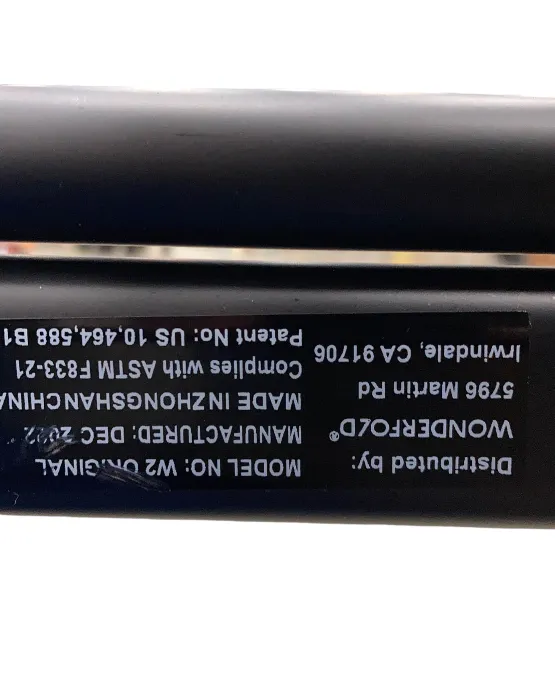 Distributed by:
WONDERFOLD®
5796 Martin Rd
Irwindale, CA 91706
MODEL NO: W2 ORIGINAL
MANUFACTURED: DEC 2022
MADE IN ZHONGSHAN CHINA
Complies with ASTM F833-21
Patent No: US 10,464,588 B1